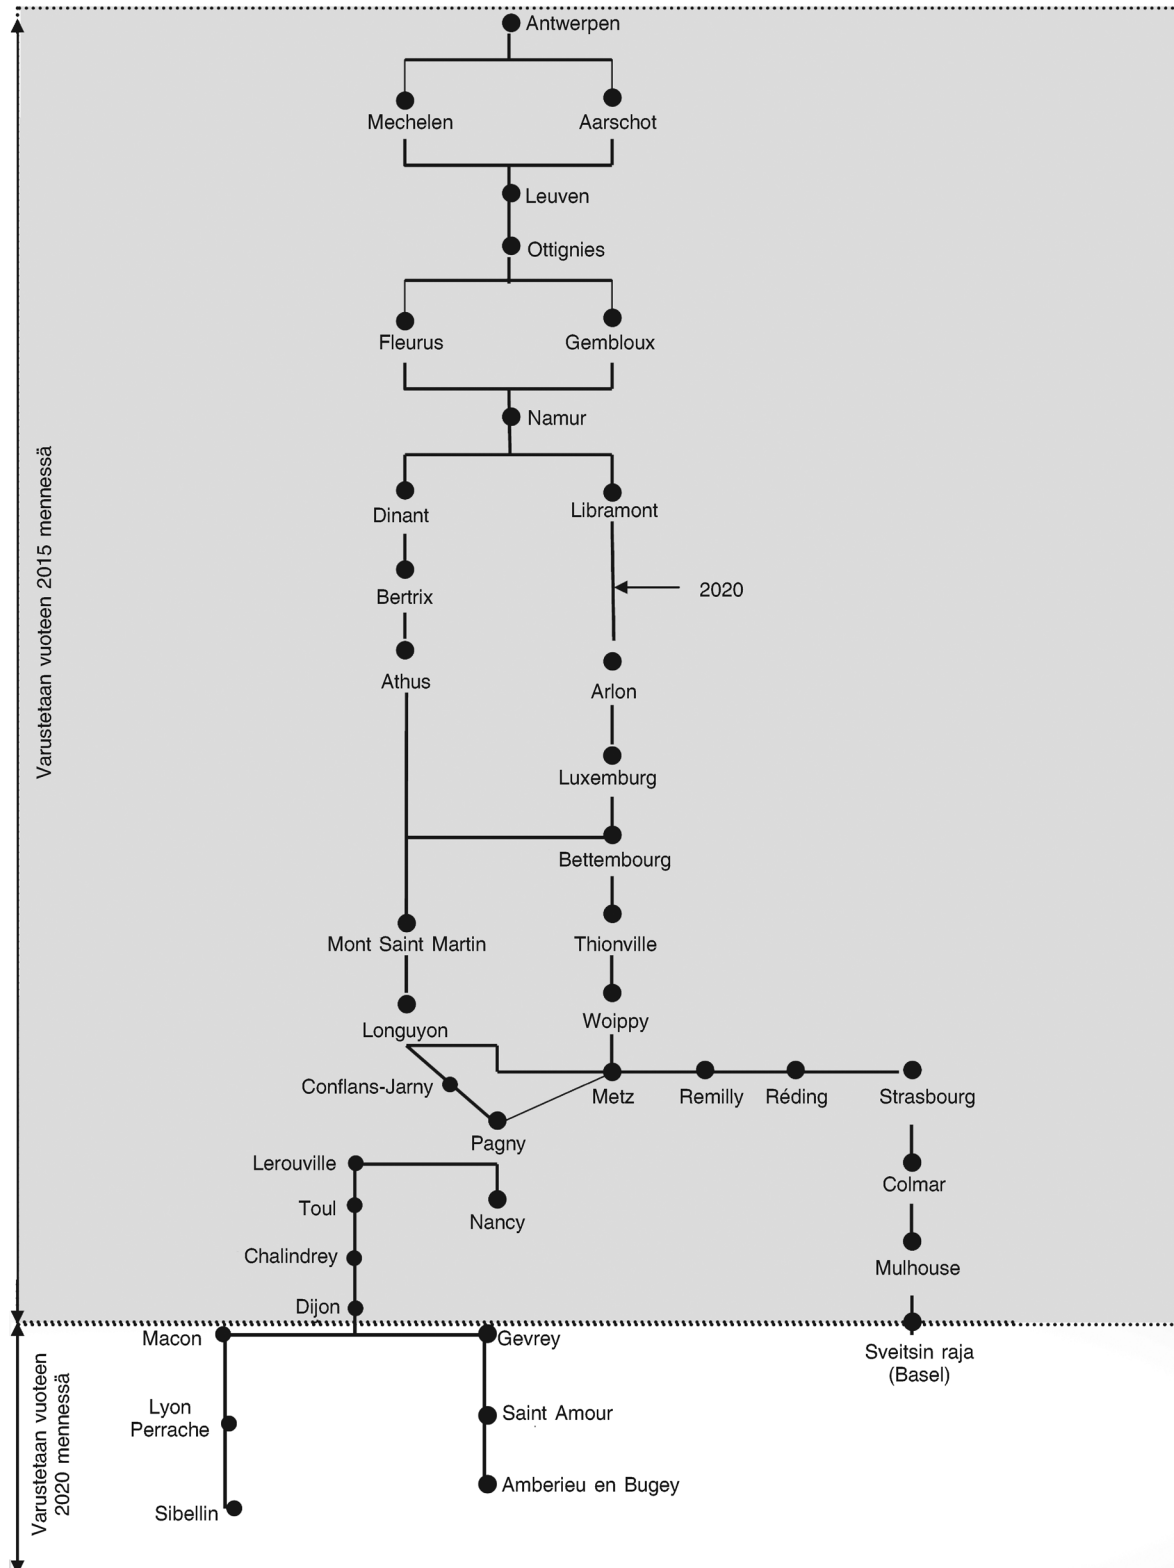 Antwerpen
Mechelen
Aarschot
Leuven
Ottignies
Fleurus
Gembloux
Namur
Dinant
Libramont
Varustetaan vuoteen 2015 mennessä
2020
Bertrix
Athus
Arlon
Luxemburg
Bettembourg
Mont Saint Martin
Thionville
Woippy
Longuyon
Conflans-Jarny
Metz
Remilly
Réding
Strasbourg
Pagny
Lerouville
Colmar
Toul
Nancy
Chalindrey
Mulhouse
Dijon
Macon
Gevrey
Sveitsin raja
(Basel)
Varustetaan vuoteen
2020 mennessä
Lyon
Perrache
Saint Amour
Amberieu en Bugey
Sibellin